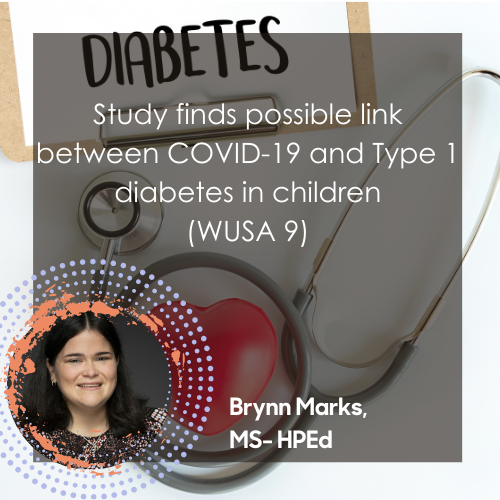 DIABETES
Study finds possible link
between COVID-19 and Type 1
diabetes in children
(WUSA 9)
Brynn Marks,
MS- HPEd